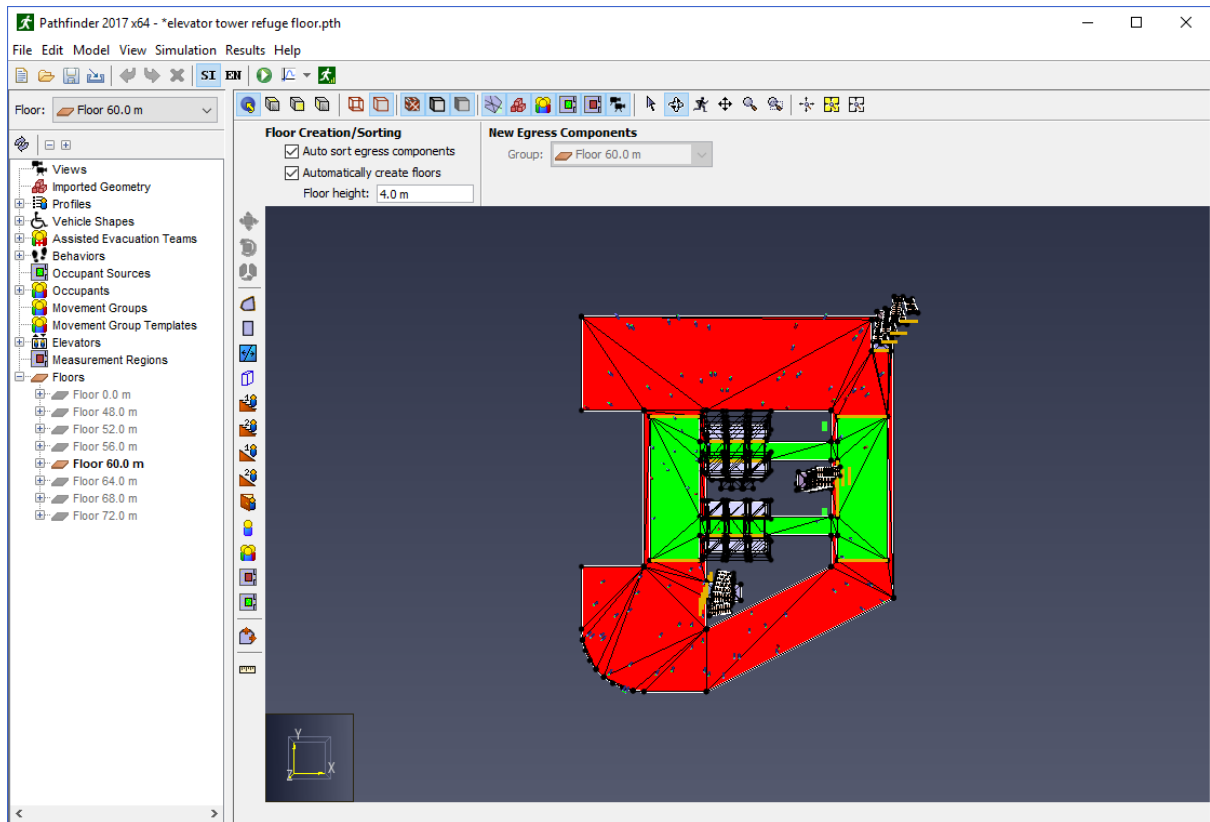 Pathfinder 2017 x64 - *elevator tower refuge floor.pth
File Edit Model View Simulation Results Help
SI EN
Floor: Floor 60.0 m
Floor Creation/Sorting
Auto sort egress components
Automatically create floors
Floor height: 4.0 m
New Egress Components
Group: Floor 60.0 m
Views
Imported Geometry
Profiles
Vehicle Shapes
Assisted Evacuation Teams
Behaviors
Occupant Sources
Occupants
Movement Groups
Movement Group Templates
Elevators
Measurement Regions
Floors
Floor 0.0 m
Floor 48.0 m
Floor 52.0 m
Floor 56.0 m
Floor 60.0 m
Floor 64.0 m
Floor 68.0 m
Floor 72.0 m
Y
Z X